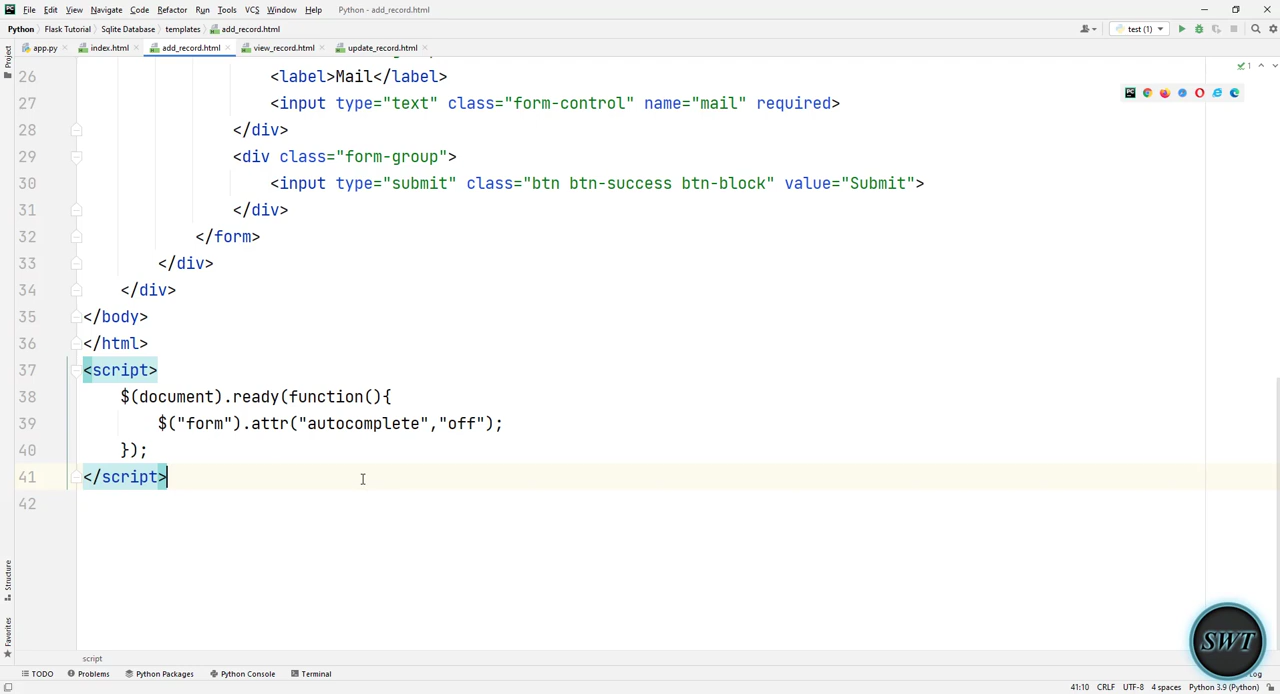 File Edit View Navigate Code Refactor Run Tools VCS Window Help Python - add_record.html
Python Flask Tutorial Sqlite Database templates add_record.html test (1)
app.py index.html add_record.html view_record.html update_record.html
Project
1
26 <label>Mail</label>
27 <input type="text" class="form-control" name="mail" required>
28 </div>
29 <div class="form-group">
30 <input type="submit" class="btn btn-success btn-block" value="Submit">
31 </div>
32 </form>
33 </div>
34 </div>
35 </body>
36 </html>
37 <script>
38 $(document).ready(function(){
39 $("form").attr("autocomplete","off");
40 });
41 </script>
42
Structure
Favorites
SWT
script
TODO Problems Python Packages Python Console Terminal
41:10 CRLF UTF-8 4 spaces Python 3.9 (Python)